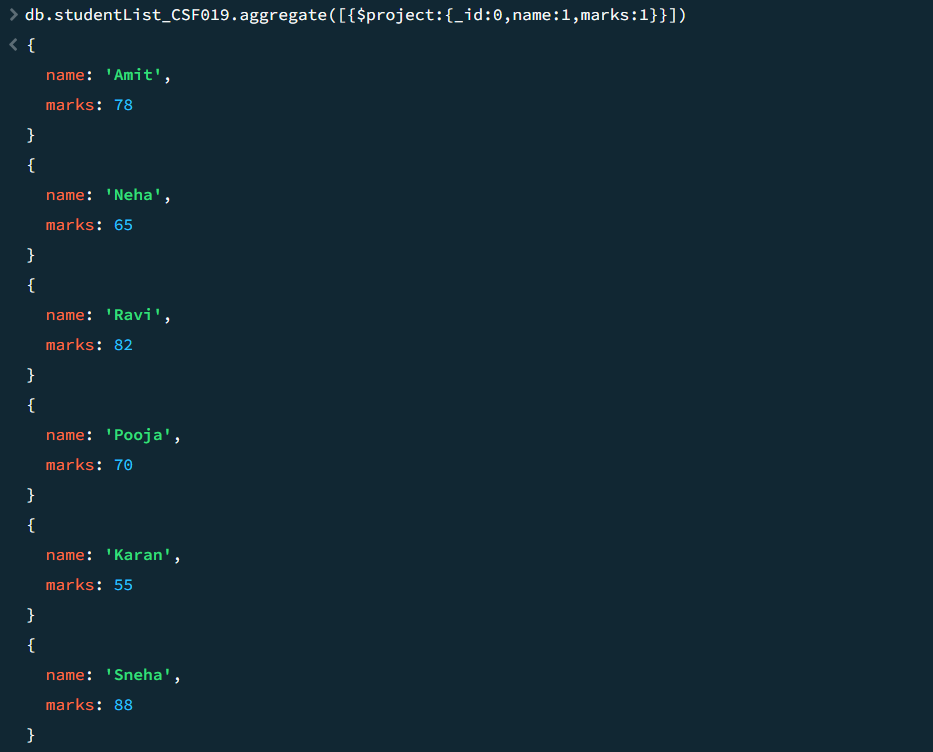 > db.studentList_CSF019.aggregate([{$project:{_id:0,name:1,marks:1}}])
< {
name: 'Amit',
marks: 78
}
{
name: 'Neha',
marks: 65
}
{
name: 'Ravi',
marks: 82
}
{
name: 'Pooja',
marks: 70
}
{
name: 'Karan',
marks: 55
}
{
name: 'Sneha',
marks: 88
}